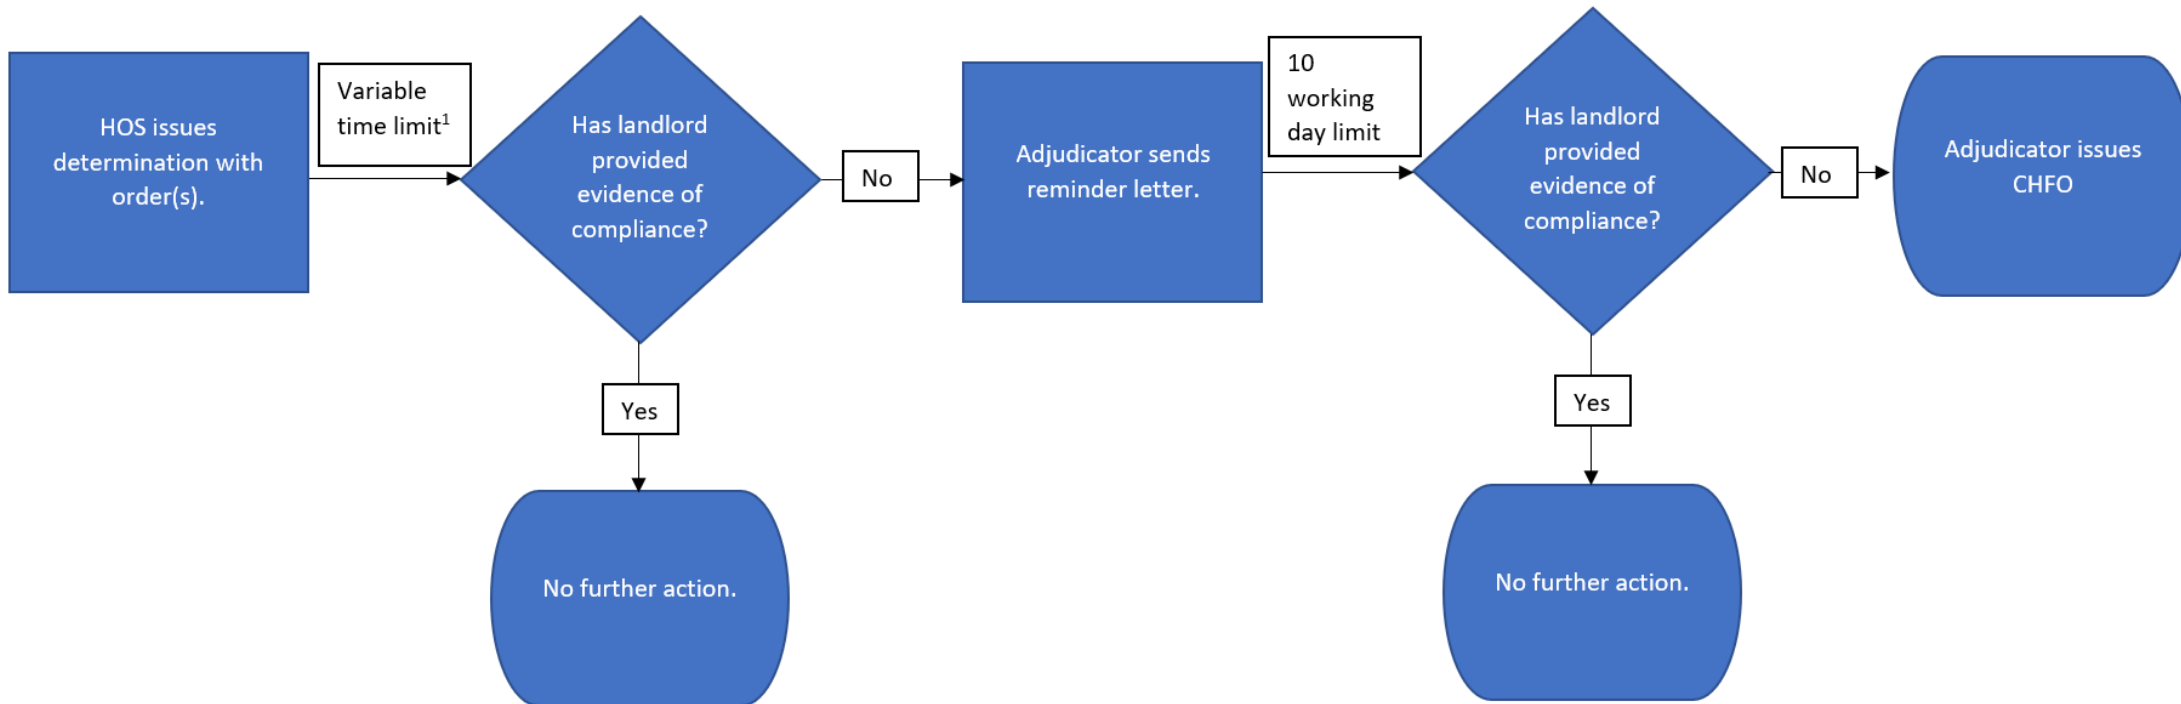 HOS issues
determination with
order(s).
Variable
time limit¹
Has landlord
provided
evidence of
compliance?
No
Adjudicator sends
reminder letter.
10
working
day limit
Has landlord
provided
evidence of
compliance?
No
Adjudicator issues
CHFO
Yes
No further action.
Yes
No further action.